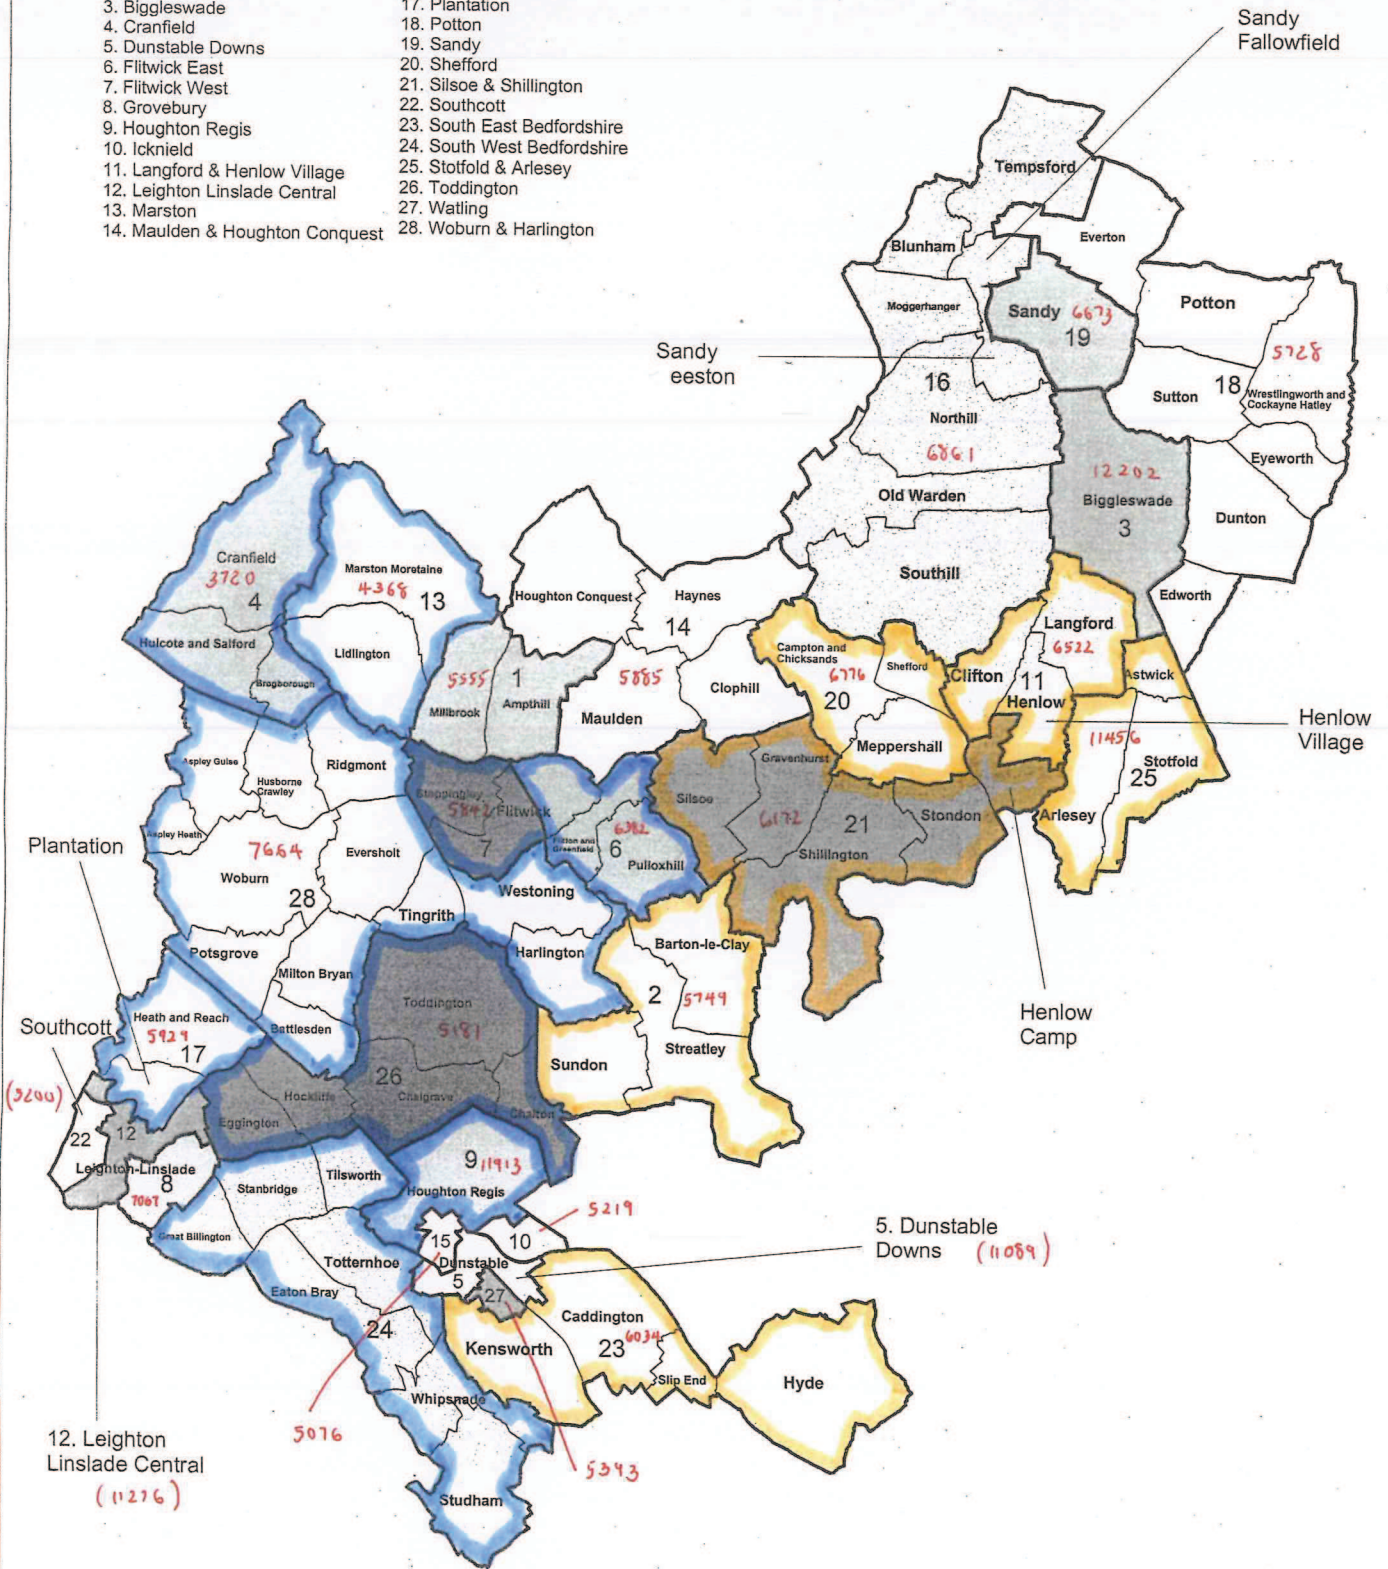 3. Biggleswade
4. Cranfield
5. Dunstable Downs
6. Flitwick East
7. Flitwick West
8. Grovebury
9. Houghton Regis
10. Icknield
11. Langford & Henlow Village
12. Leighton Linslade Central
13. Marston
14. Maulden & Houghton Conquest
17. Plantation
18. Potton
19. Sandy
20. Shefford
21. Silsoe & Shillington
22. Southcott
23. South East Bedfordshire
24. South West Bedfordshire
25. Stotfold & Arlesey
26. Toddington
27. Watling
28. Woburn & Harlington
Sandy
Fallowfield
Tempsford
Everton
Blunham
Moggerhanger
Sandy 6673
19
Potton
5728
Sandy
eeston
16
Northill
6861
Sutton
18
Wrestlingworth and
Cockayne Hatley
Eyeworth
12202
Biggleswade
3
Old Warden
Dunton
Southill
Edworth
Cranfield
3720
4
Marston Moretaine
4368
13
Houghton Conquest
Haynes
14
Hulcote and Salford
Lidlington
Brogborough
5555
1
Ampthill
Millbrook
5885
Maulden
Clophill
Campton and
Chicksands
6776
20
Shefford
Meppershall
Clifton
Langford
6522
11
Henlow
Astwick
11456
Stotfold
25
Arlesey
Henlow
Village
Aspley Guise
Husborne
Crawley
Ridgmont
Steppingley
5842
Flitwick
7
Flitton and
Greenfield
6382
6
Pulloxhill
Silsoe
Gravenhurst
6172
21
Shillington
Stondon
Aspley Heath
7664
Woburn
28
Eversholt
Plantation
Westoning
Tingrith
Harlington
Potsgrove
Milton Bryan
Battlesden
Barton-le-Clay
2
5749
Streatley
Sundon
Henlow
Camp
Toddington
5181
26
Chalgrave
Chalton
Hockliffe
Eggington
Southcott
Heath and Reach
5929
17
(5200)
22
12
Leighton-Linslade
8
7067
Stanbridge
Tilsworth
9
11913
Houghton Regis
Great Billington
Totternhoe
Eaton Bray
24
Whipsnade
Studham
15
10
5219
Dunstable
5
27
5. Dunstable
Downs (11089)
Caddington
23
6034
Kensworth
Slip End
Hyde
5076
5393
12. Leighton
Linslade Central
(11276)